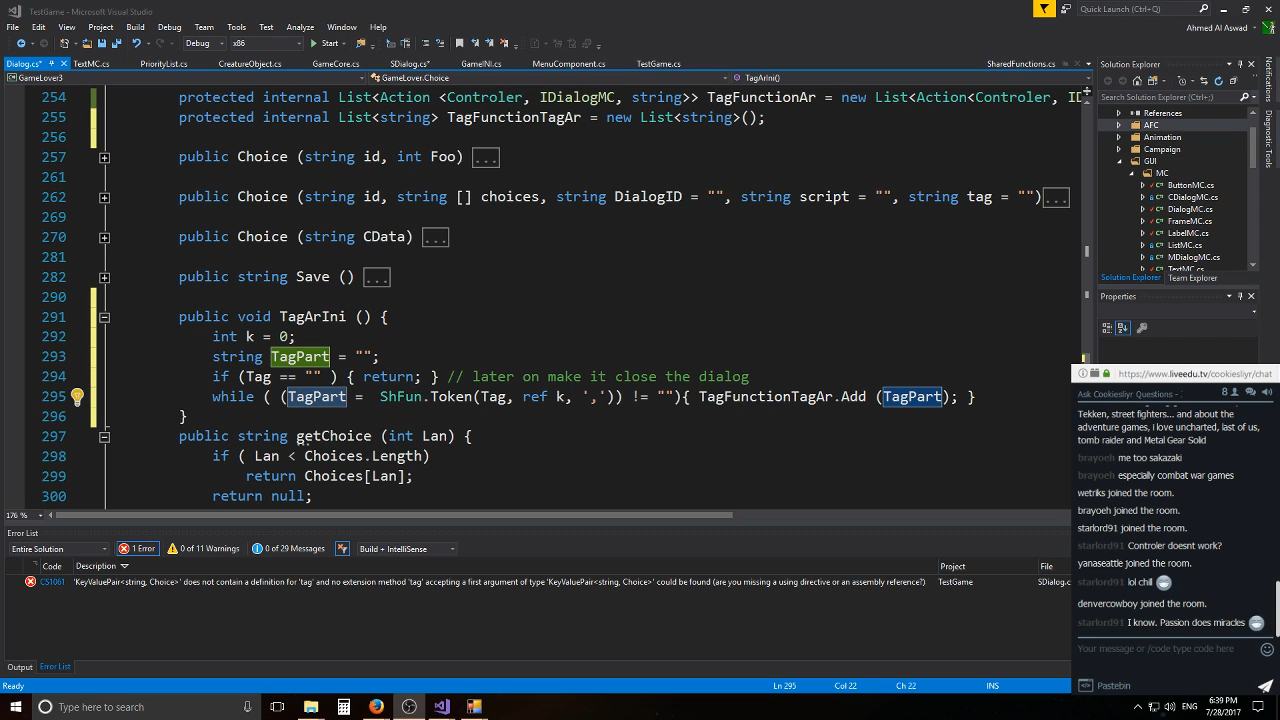 TestGame - Microsoft Visual Studio
Quick Launch (Ctrl+Q)
File Edit View Project Build Debug Team Tools Test Analyze Window Help
Ahmed Al Aswad
Debug x86 Start
Dialog.cs* TextMC.cs PriorityList.cs CreatureObject.cs GameCore.cs SDialog.cs* GameINI.cs MenuComponent.cs TestGame.cs SharedFunctions.cs
GameLover3 GameLover.Choice TagArIni()
254 protected internal List<Action <Controler, IDialogMC, string>> TagFunctionAr = new List<Action<Controler, ID
255 protected internal List<string> TagFunctionTagAr = new List<string>();
256
257 public Choice (string id, int Foo) ...
261
262 public Choice (string id, string [] choices, string DialogID = "", string script = "", string tag = "") ...
269
270 public Choice (string CData) ...
281
282 public string Save () ...
290
291 public void TagArIni () {
292 int k = 0;
293 string TagPart = "";
294 if (Tag == "" ) { return; } // later on make it close the dialog
295 while ( (TagPart = ShFun.Token(Tag, ref k, ',')) != ""){ TagFunctionTagAr.Add (TagPart); }
296 }
297 public string getChoice (int Lan) {
298 if ( Lan < Choices.Length)
299 return Choices[Lan];
300 return null;
176 %
Error List
Entire Solution 1 Error 0 of 11 Warnings 0 of 29 Messages Build + IntelliSense
Code Description Project File
CS1061 'KeyValuePair<string, Choice>' does not contain a definition for 'tag' and no extension method 'tag' accepting a first argument of type 'KeyValuePair<string, Choice>' could be found (are you missing a using directive or an assembly reference?) TestGame SDialog.cs
Output Error List
Ready Ln 295 Col 22 Ch 22 INS
Solution Explorer
Search Solution Explorer (Ctrl+;)
References
AFC
Animation
Campaign
GUI
MC
ButtonMC.cs
CDialogMC.cs
DialogMC.cs
FrameMC.cs
LabelMC.cs
ListMC.cs
MDialogMC.cs
TextMC.cs
Solution Explorer Team Explorer
Properties
Notifications
Diagnostic Tools
https://www.liveedu.tv/cookiesliyr/chat
Ask Cookiesliyr Questions - 8
Tekken, street fighters... and about the
adventure games, i love uncharted, last of us,
tomb raider and Metal Gear Solid
brayoeh me too sakazaki
brayoeh especially combat war games
wetriks joined the room.
brayoeh joined the room.
starlord91 joined the room.
starlord91 Controler doesnt work?
yanaseattle joined the room.
starlord91 lol chil
denvercowboy joined the room.
starlord91 I know. Passion does miracles
Your message or /code type code here
Pastebin
Type here to search
ENG
6:39 PM
7/28/2017